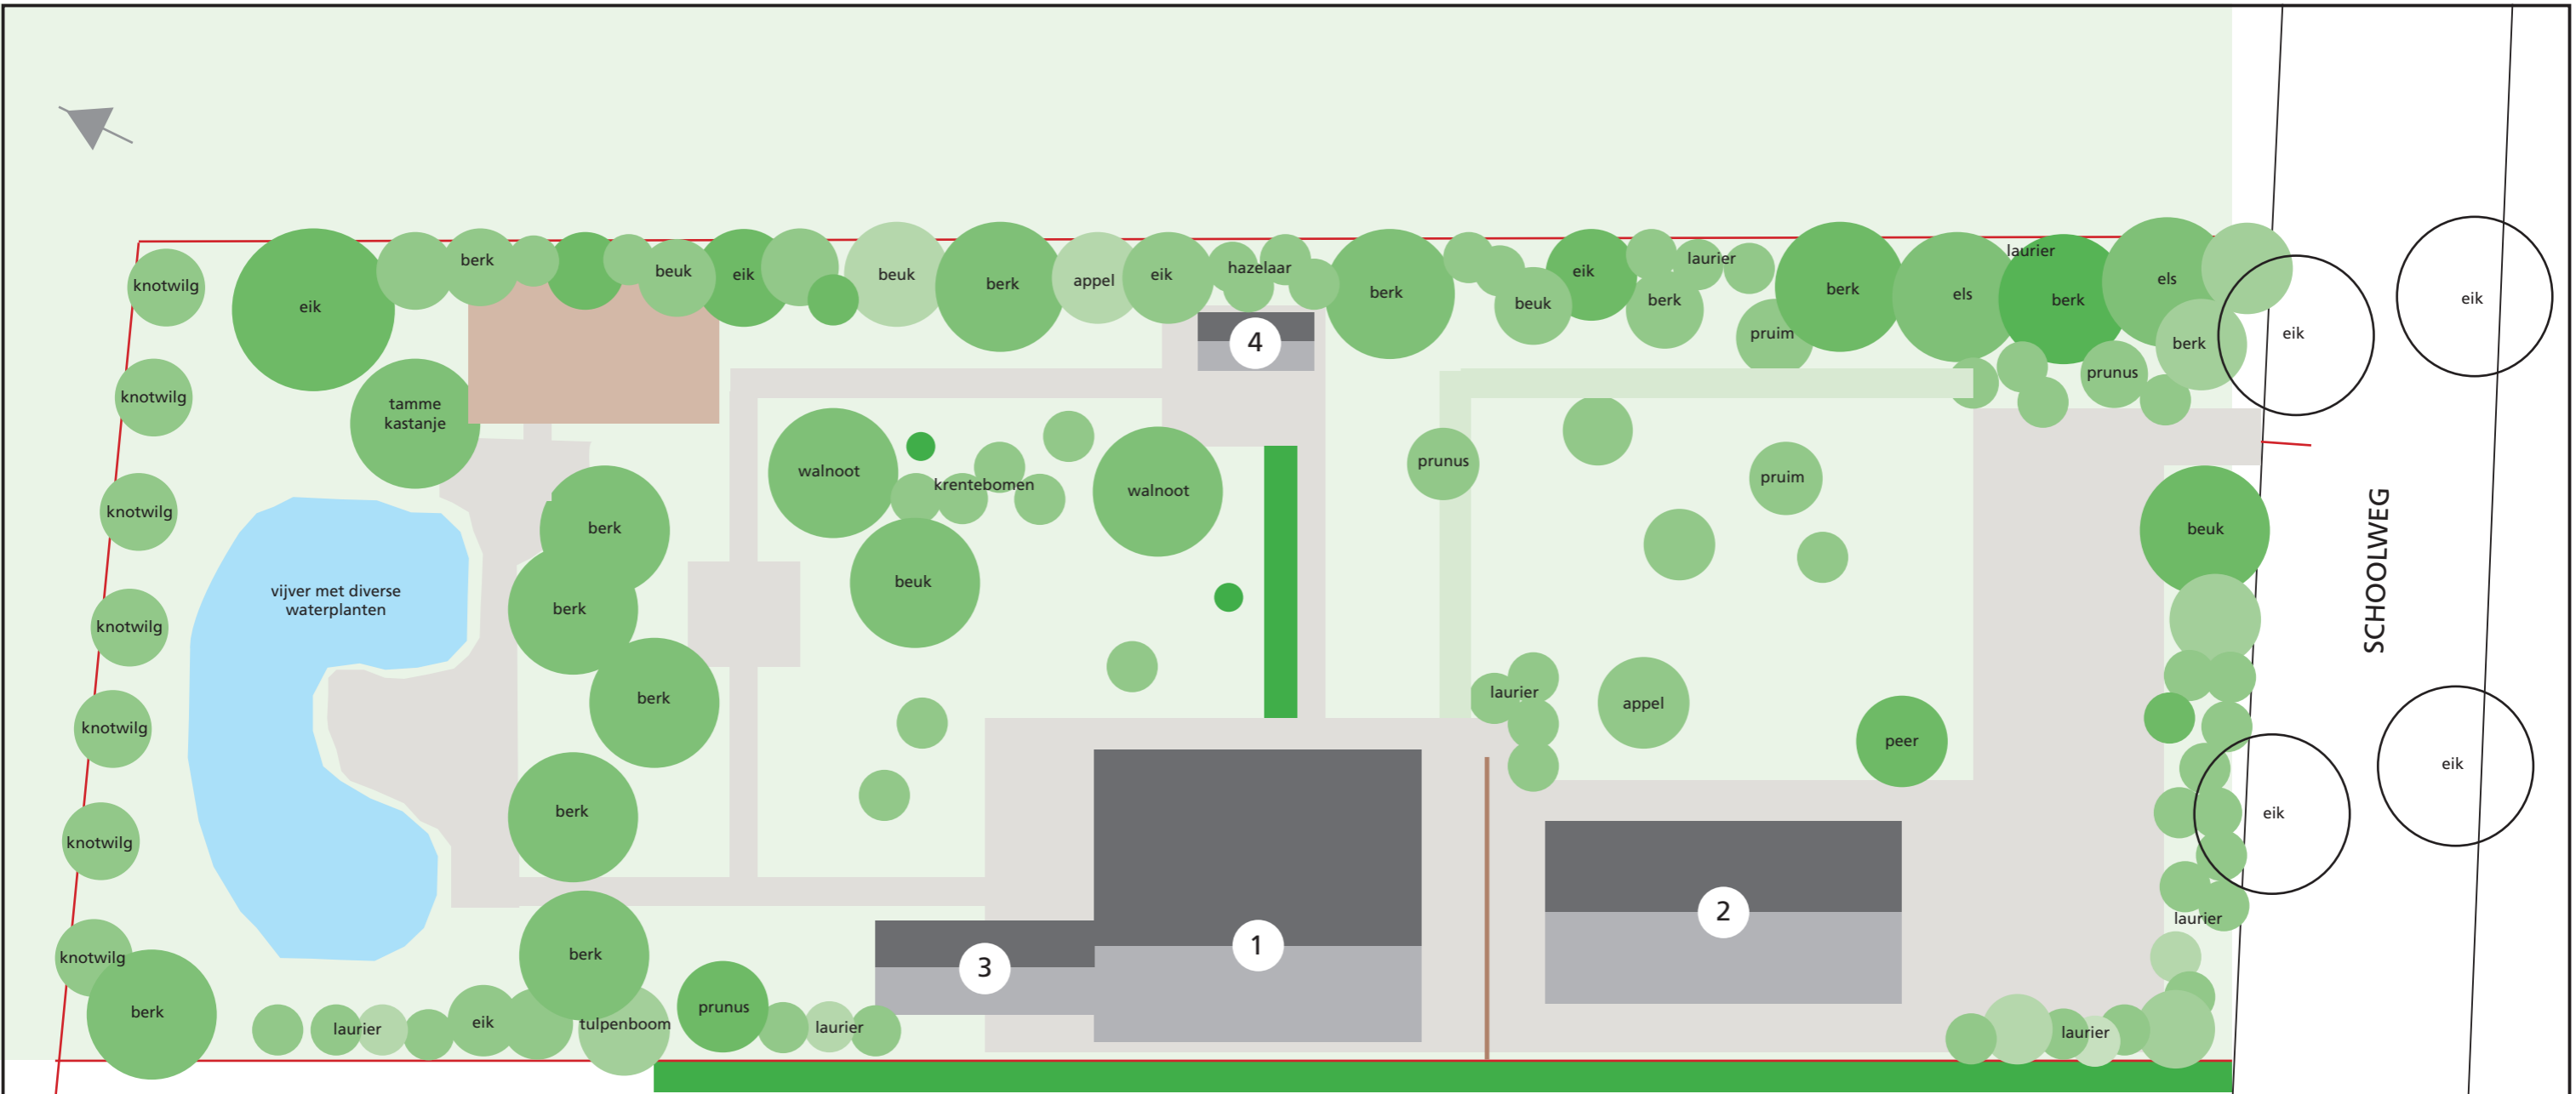 berk
beuk
eik
beuk
berk
appel
eik
hazelaar
berk
beuk
eik
berk
laurier
pruim
berk
els
laurier
berk
els
berk
eik
eik
knotwilg
eik
4
prunus
knotwilg
tamme
kastanje
walnoot
krentebomen
walnoot
prunus
pruim
knotwilg
berk
beuk
beuk
SCHOOLWEG
vijver met diverse
waterplanten
berk
knotwilg
berk
laurier
appel
peer
knotwilg
eik
eik
berk
knotwilg
2
laurier
1
3
berk
knotwilg
berk
laurier
eik
tulpenboom
prunus
laurier
laurier